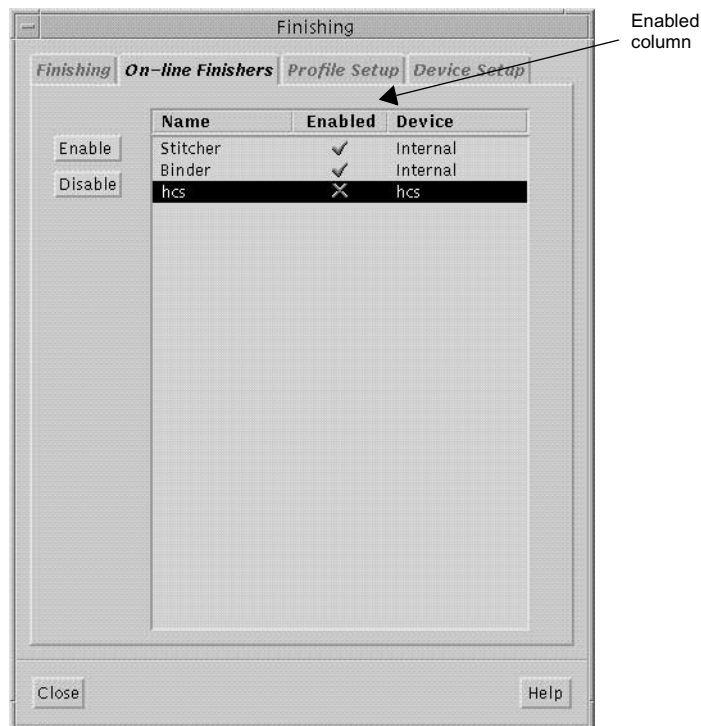 Finishing
Enabled
column
Finishing On-line Finishers Profile Setup Device Setup
Name Enabled Device
Enable
Disable
Stitcher Internal
Binder Internal
hcs hcs
Close Help